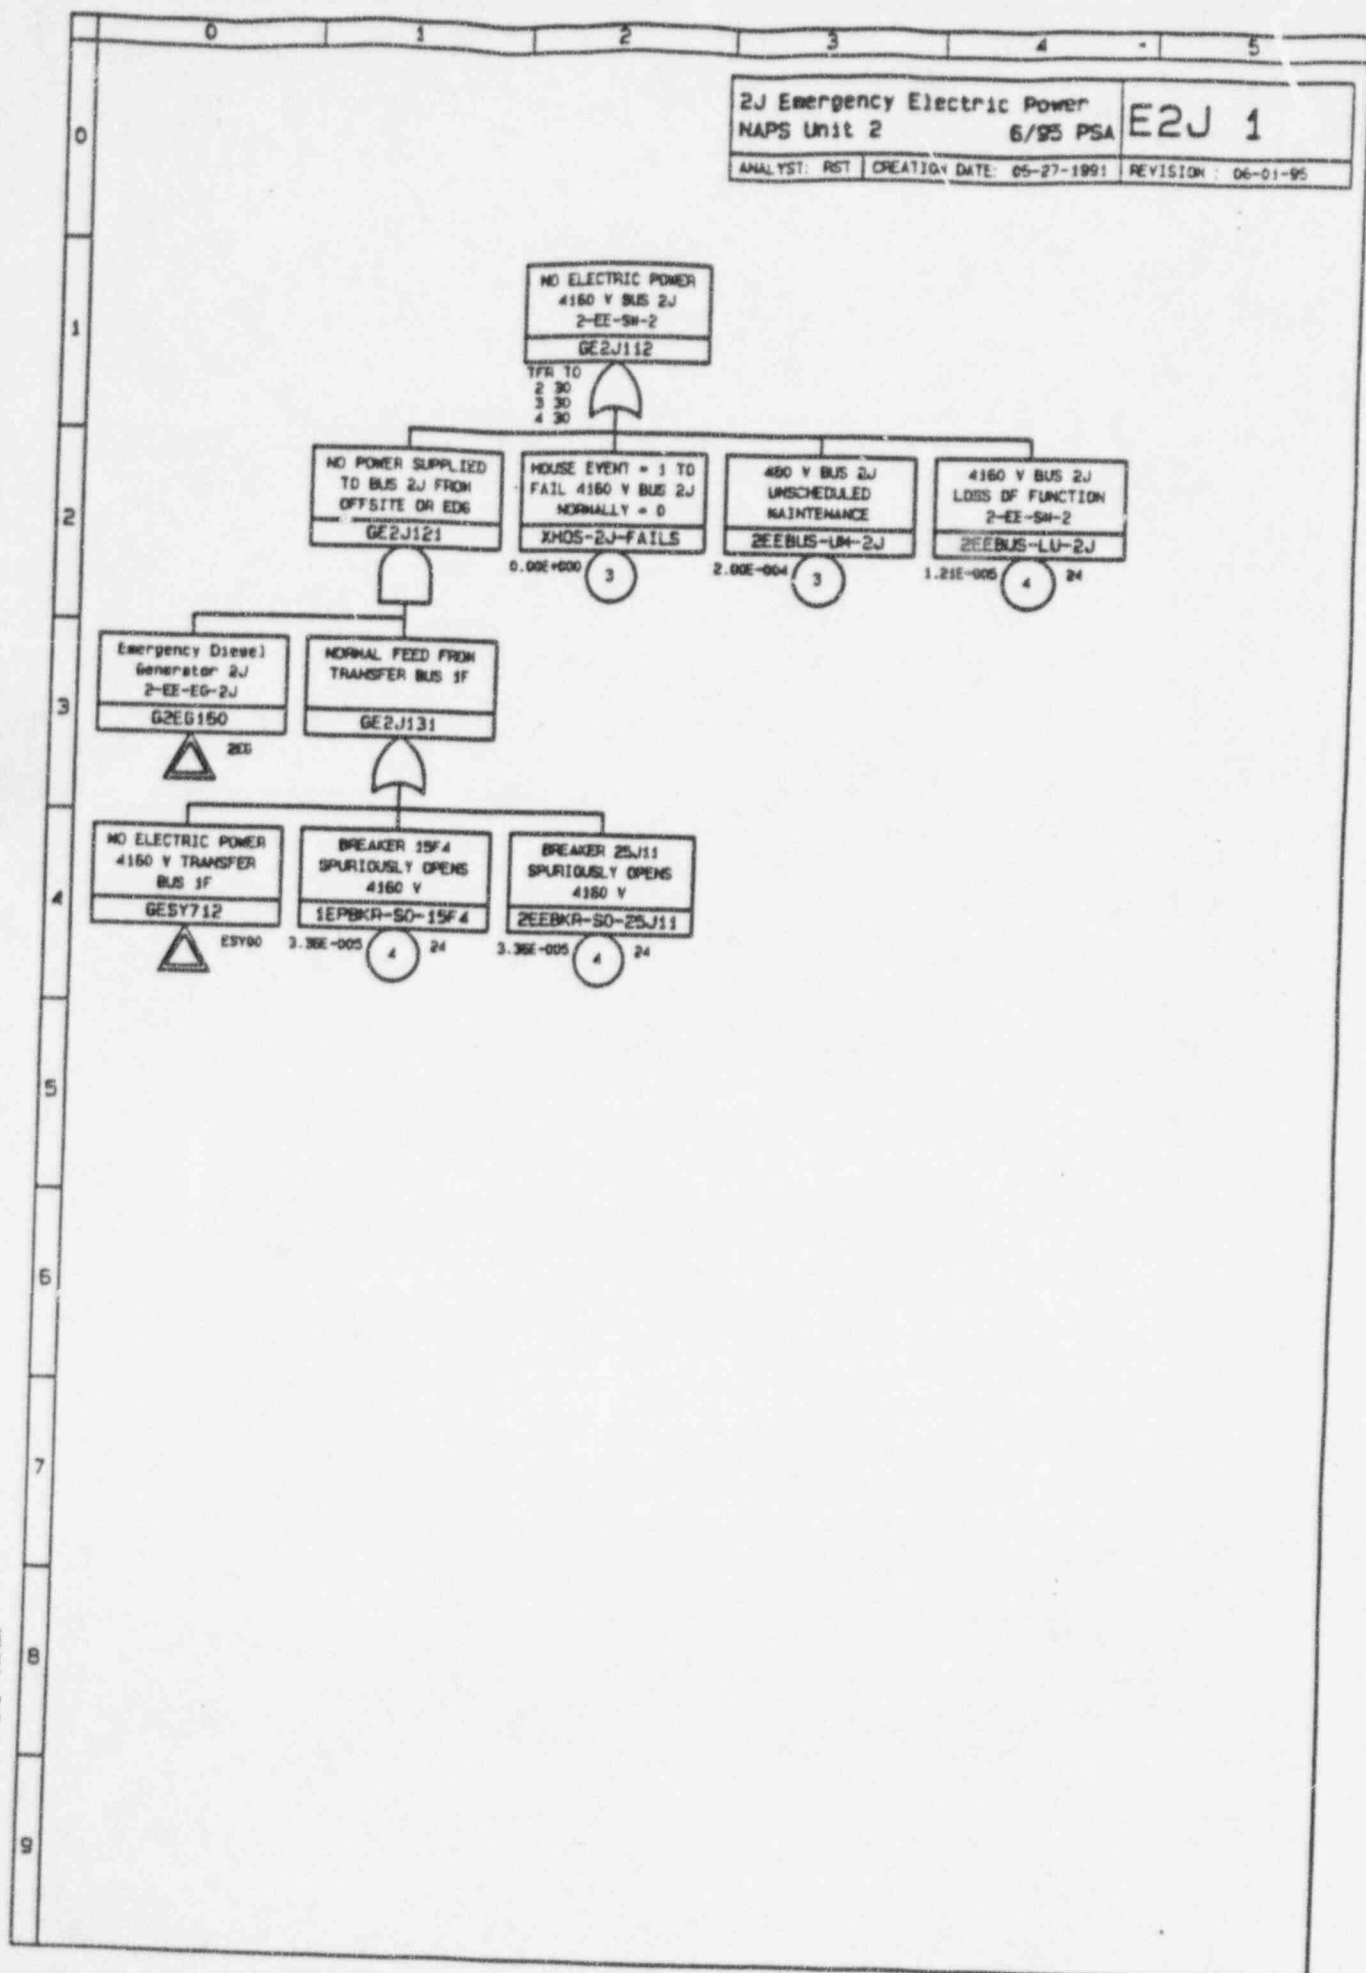 0 1 2 3 4 5
2J Emergency Electric Power
NAPS Unit 2 6/95 PSA
E2J 1
ANALYST: RST CREATION DATE: 05-27-1991 REVISION : 06-01-95
0
1
2
3
4
5
6
7
8
9
NO ELECTRIC POWER
4160 V BUS 2J
2-EE-SW-2
GE2J112
TFR TO
2 30
3 30
4 30
NO POWER SUPPLIED
TO BUS 2J FROM
OFFSITE OR EDG
GE2J121
HOUSE EVENT = 1 TO
FAIL 4160 V BUS 2J
NORMALLY = 0
XHOS-2J-FAILS
0.00E+000 3
480 V BUS 2J
UNSCHEDULED
MAINTENANCE
2EEBUS-UM-2J
2.00E-004 3
4160 V BUS 2J
LOSS OF FUNCTION
2-EE-SW-2
2EEBUS-LU-2J
1.21E-005 4 24
Emergency Diesel
Generator 2J
2-EE-EG-2J
G2EG160
2EG
NORMAL FEED FROM
TRANSFER BUS 1F
GE2J131
NO ELECTRIC POWER
4160 V TRANSFER
BUS 1F
GESY712
ESY90
BREAKER 15F4
SPURIOUSLY OPENS
4160 V
1EPBKR-SO-15F4
3.36E-005 4 24
BREAKER 25J11
SPURIOUSLY OPENS
4160 V
2EEBKR-SO-25J11
3.36E-005 4 24